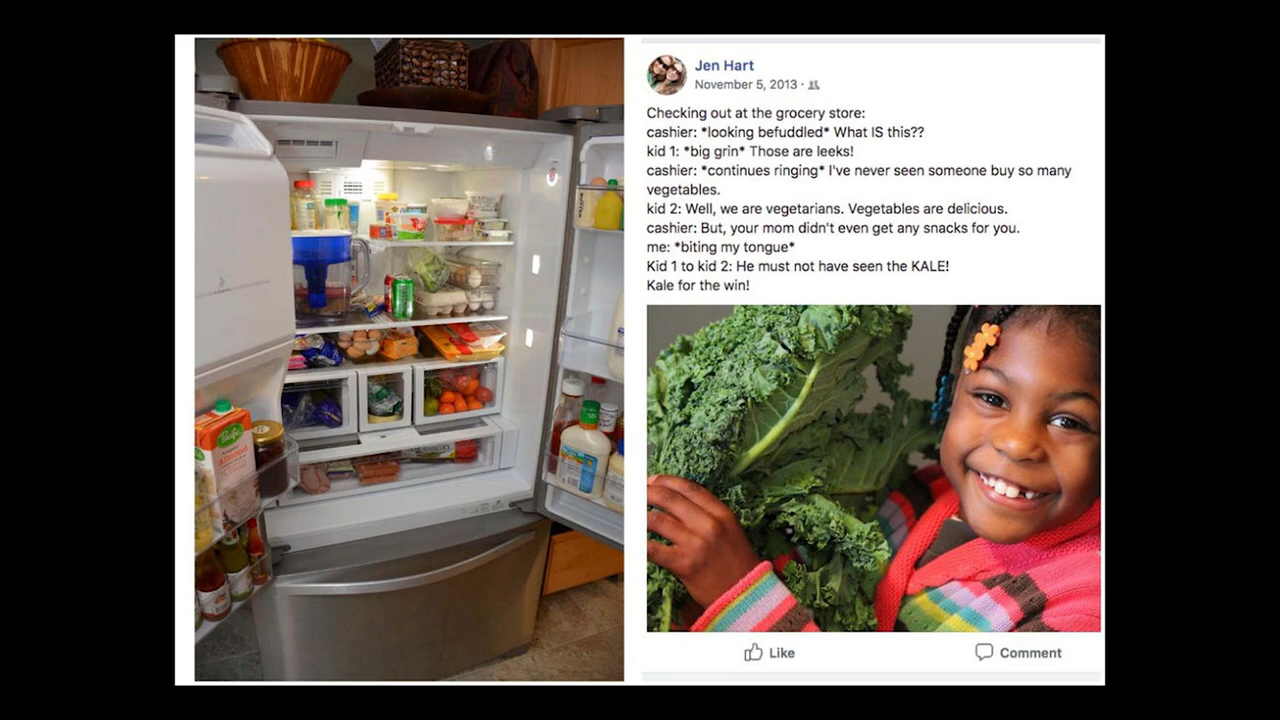 Pacific
Almond
Jen Hart
November 5, 2013
Checking out at the grocery store:
cashier: *looking befuddled* What IS this??
kid 1: *big grin* Those are leeks!
cashier: *continues ringing* I've never seen someone buy so many
vegetables.
kid 2: Well, we are vegetarians. Vegetables are delicious.
cashier: But, your mom didn't even get any snacks for you.
me: *biting my tongue*
Kid 1 to kid 2: He must not have seen the KALE!
Kale for the win!
Like
Comment